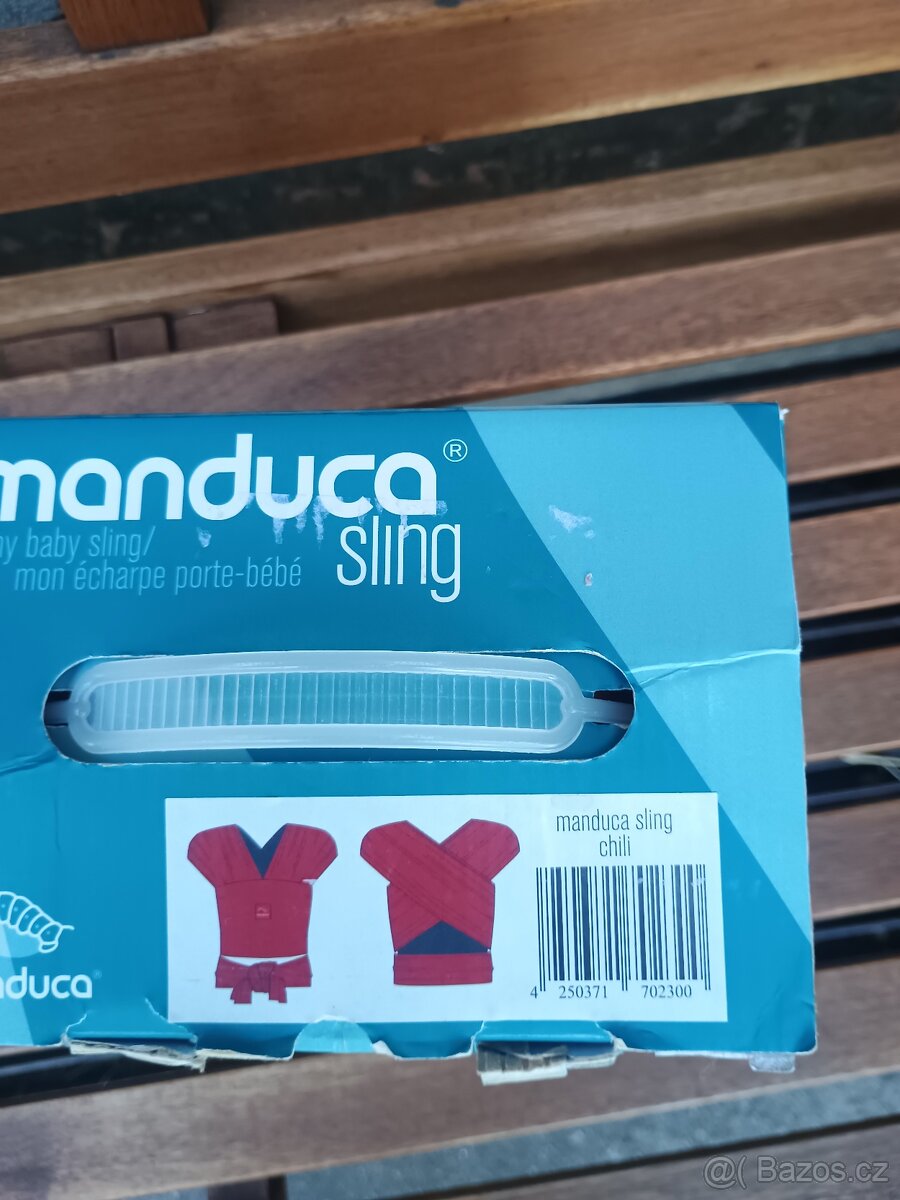 manduca®
my baby sling/
mon écharpe porte-bébé
sling
manduca sling
chili
4 250371 702300
manduca®
@( Bazos.cz